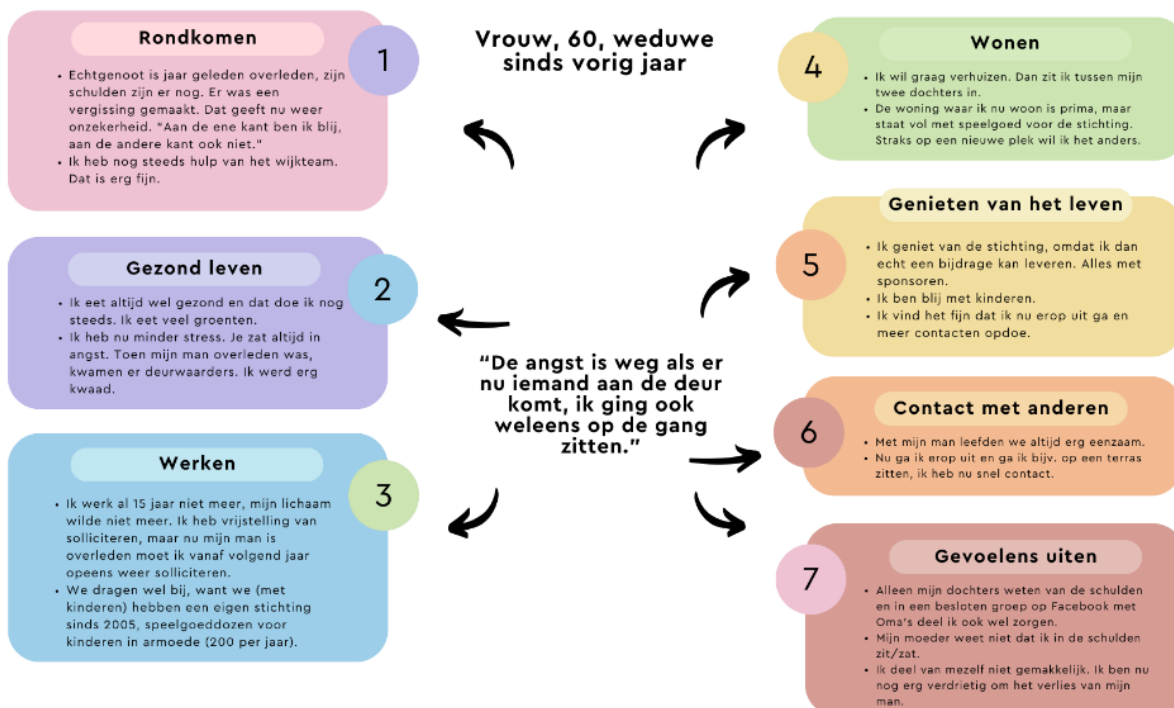 Vrouw, 60, weduwe
sinds vorig jaar
Rondkomen
1
• Echtgenoot is jaar geleden overleden, zijn
schulden zijn er nog. Er was een
vergissing gemaakt. Dat geeft nu weer
onzekerheid. "Aan de ene kant ben ik blij,
aan de andere kant ook niet."
• Ik heb nog steeds hulp van het wijkteam.
Dat is erg fijn.
Gezond leven
2
• Ik eet altijd wel gezond en dat doe ik nog
steeds. Ik eet veel groenten.
• Ik heb nu minder stress. Je zat altijd in
angst. Toen mijn man overleden was,
kwamen er deurwaarders. Ik werd erg
kwaad.
Werken
3
• Ik werk al 15 jaar niet meer, mijn lichaam
wilde niet meer. Ik heb vrijstelling van
solliciteren, maar nu mijn man is
overleden moet ik vanaf volgend jaar
opeens weer solliciteren.
• We dragen wel bij, want we (met
kinderen) hebben een eigen stichting
sinds 2005, speelgoeddozen voor
kinderen in armoede (200 per jaar).
"De angst is weg als er
nu iemand aan de deur
komt, ik ging ook
weleens op de gang
zitten."
Wonen
4
• Ik wil graag verhuizen. Dan zit ik tussen mijn
twee dochters in.
• De woning waar ik nu woon is prima, maar
staat vol met speelgoed voor de stichting.
Straks op een nieuwe plek wil ik het anders.
Genieten van het leven
5
• Ik geniet van de stichting, omdat ik dan
echt een bijdrage kan leveren. Alles met
sponsoren.
• Ik ben blij met kinderen.
• Ik vind het fijn dat ik nu erop uit ga en
meer contacten opdoe.
Contact met anderen
6
• Met mijn man leefden we altijd erg eenzaam.
• Nu ga ik erop uit en ga ik bijv. op een terras
zitten, ik heb nu snel contact.
Gevoelens uiten
7
• Alleen mijn dochters weten van de schulden
en in een besloten groep op Facebook met
Oma's deel ik ook wel zorgen.
• Mijn moeder weet niet dat ik in de schulden
zit/zat.
• Ik deel van mezelf niet gemakkelijk. Ik ben nu
nog erg verdrietig om het verlies van mijn
man.